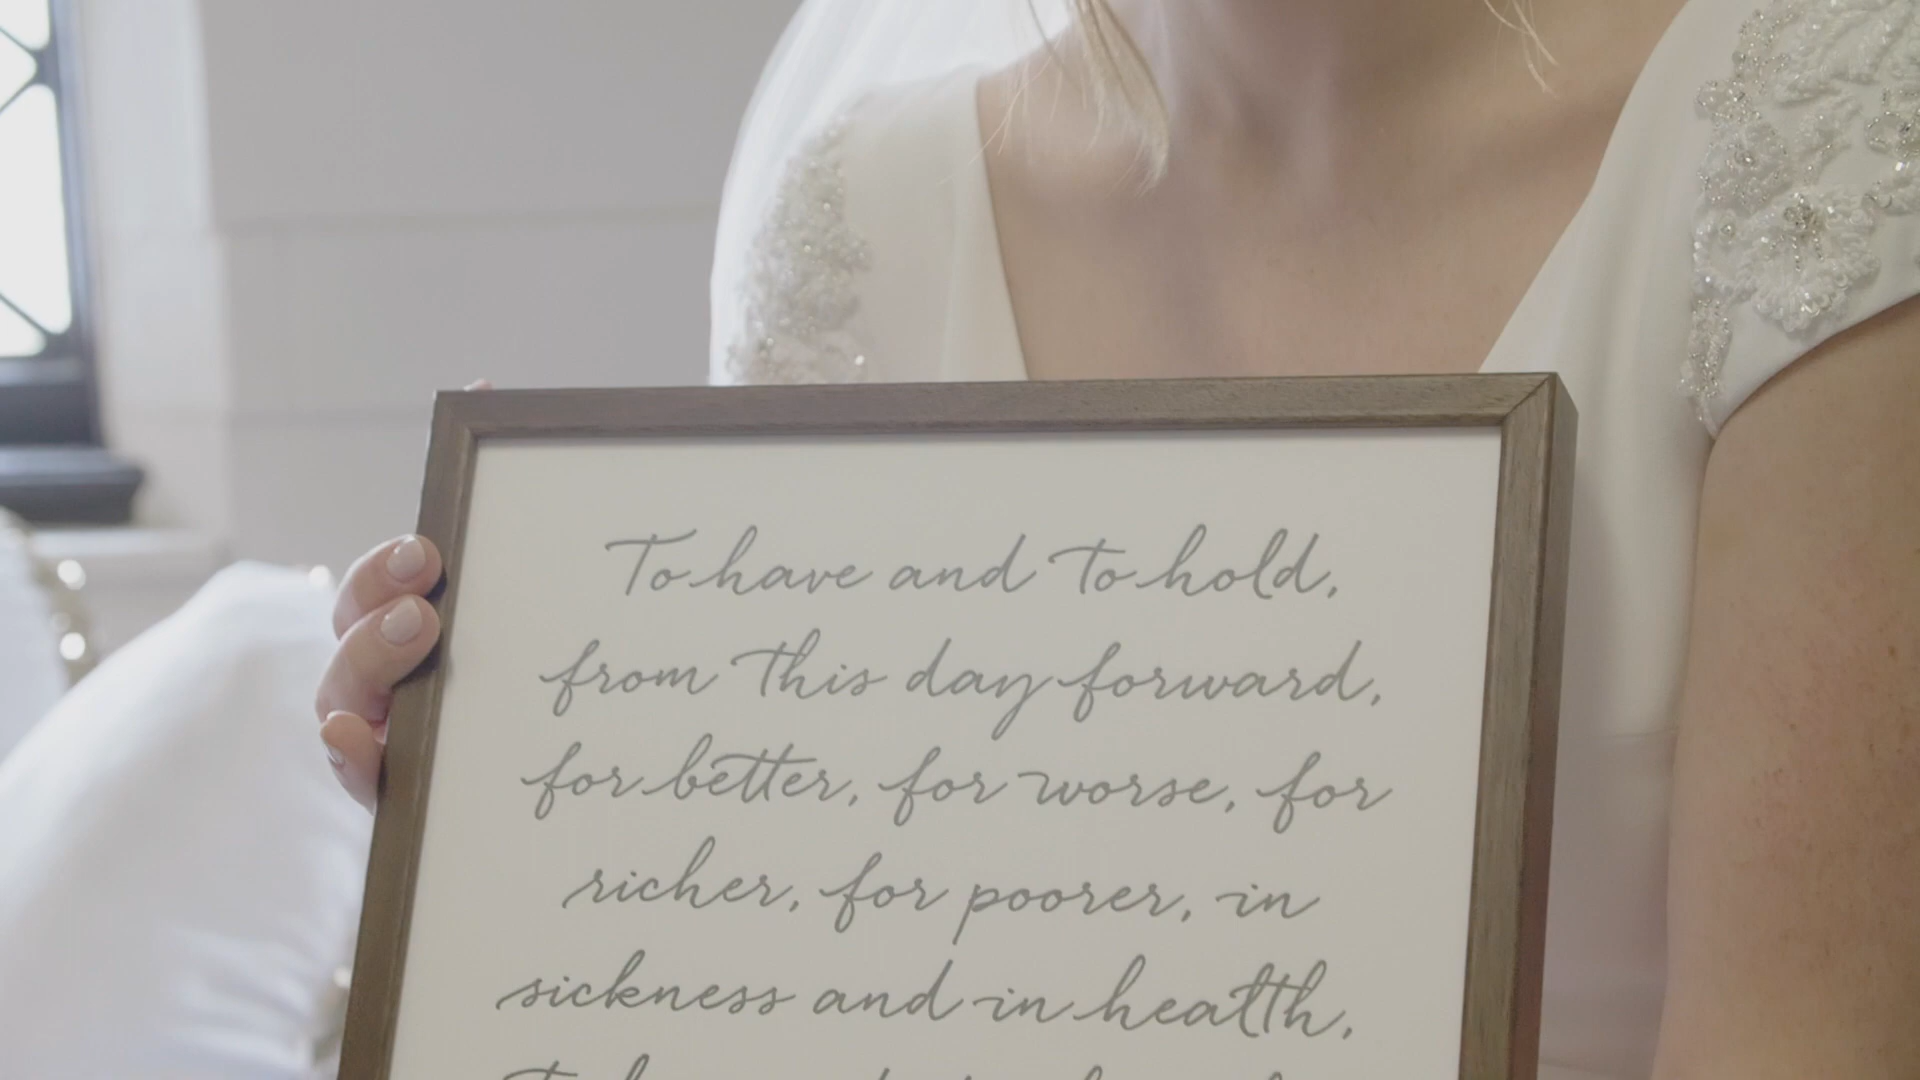 To have and to hold,
from this day forward,
for better, for worse, for
richer, for poorer, in
sickness and in health,